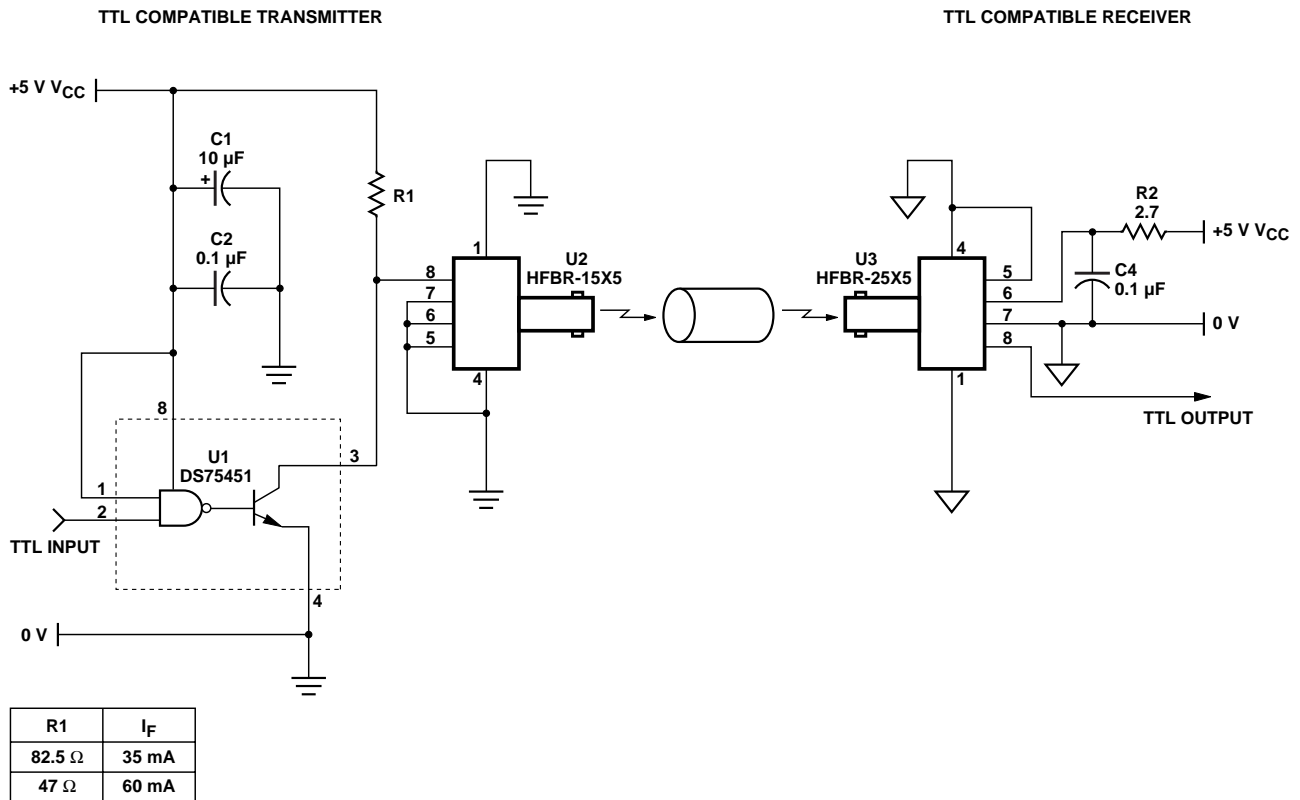 TTL COMPATIBLE TRANSMITTER
TTL COMPATIBLE RECEIVER
+5 V VCC
C1
10 µF
+
C2
0.1 µF
R1
1
8
7
6
5
4
U2
HFBR-15X5
U3
HFBR-25X5
4
5
6
7
8
1
R2
2.7
+5 V VCC
C4
0.1 µF
0 V
TTL OUTPUT
8
U1
DS75451
3
1
2
TTL INPUT
4
0 V
R1 IF
82.5 Ω 35 mA
47 Ω 60 mA